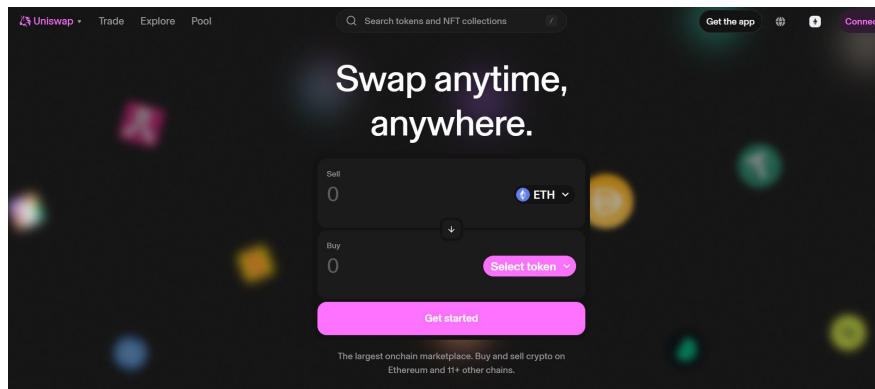 Uniswap
Trade
Explore
Pool
Search tokens and NFT collections
/
Get the app
Connec
Swap anytime,
anywhere.
Sell
0
ETH
Buy
0
Select token
Get started
The largest onchain marketplace. Buy and sell crypto on
Ethereum and 11+ other chains.